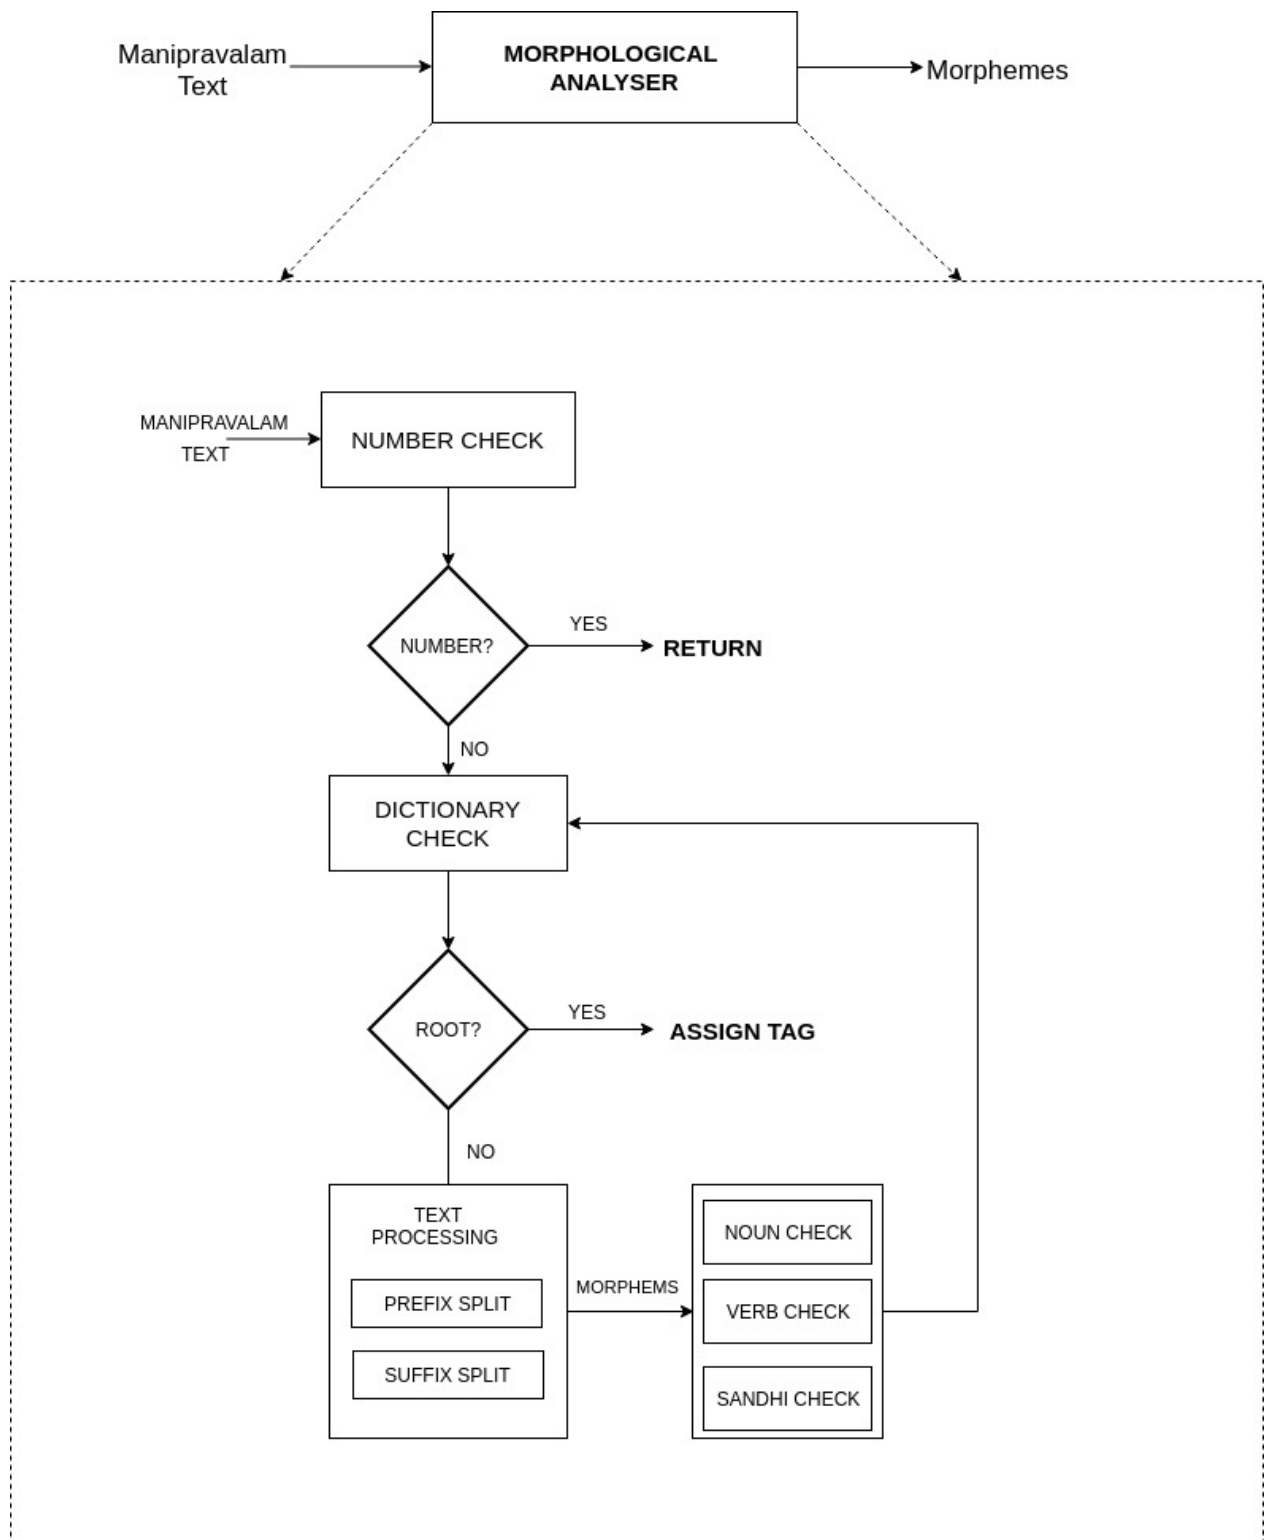 Manipravalam
Text
MORPHOLOGICAL
ANALYSER
Morphemes
MANIPRAVALAM
TEXT
NUMBER CHECK
NUMBER?
YES
RETURN
NO
DICTIONARY
CHECK
ROOT?
YES
ASSIGN TAG
NO
TEXT
PROCESSING
PREFIX SPLIT
SUFFIX SPLIT
MORPHEMS
NOUN CHECK
VERB CHECK
SANDHI CHECK